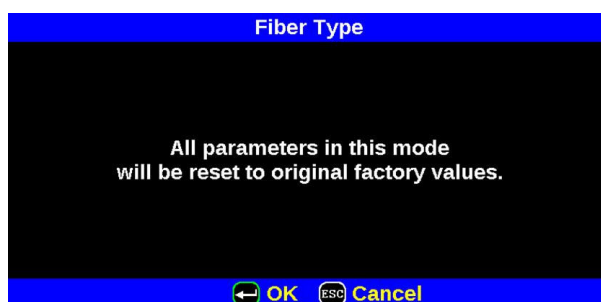 Fiber Type
All parameters in this mode
will be reset to original factory values.
OK ESC Cancel